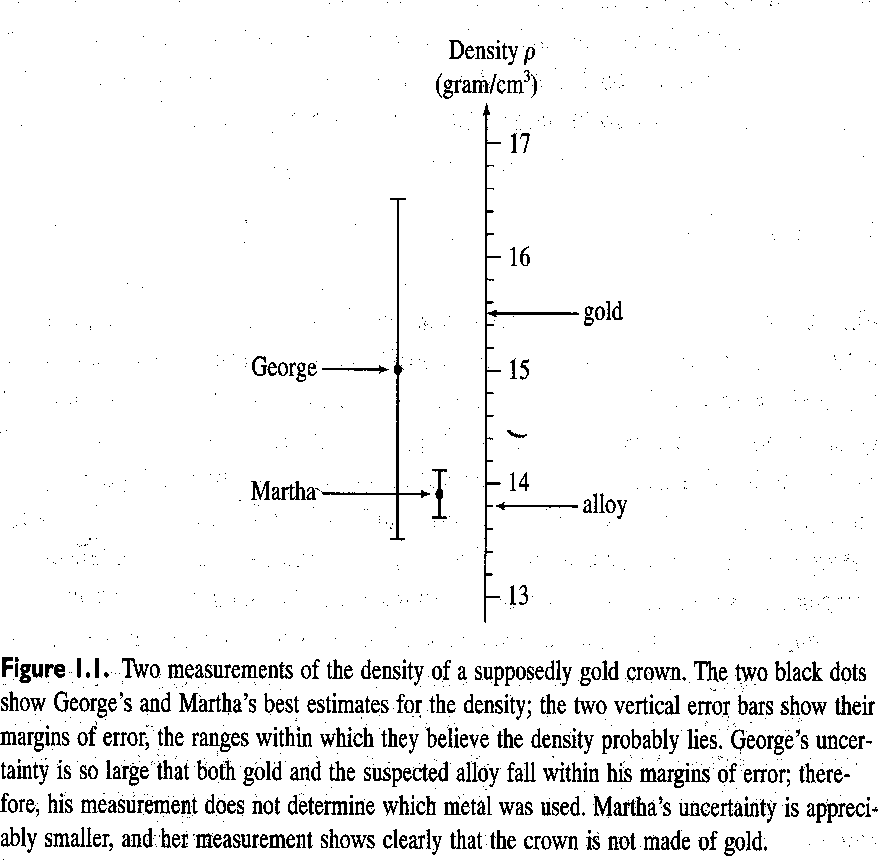 Density ρ
(gram/cm³)
17
16
gold
George
15
Martha
14
alloy
13
Figure 1.1. Two measurements of the density of a supposedly gold crown. The two black dots
show George's and Martha's best estimates for the density; the two vertical error bars show their
margins of error, the ranges within which they believe the density probably lies. George's uncer-
tainty is so large that both gold and the suspected alloy fall within his margins of error; there-
fore, his measurement does not determine which metal was used. Martha's uncertainty is appreci-
ably smaller, and her measurement shows clearly that the crown is not made of gold.